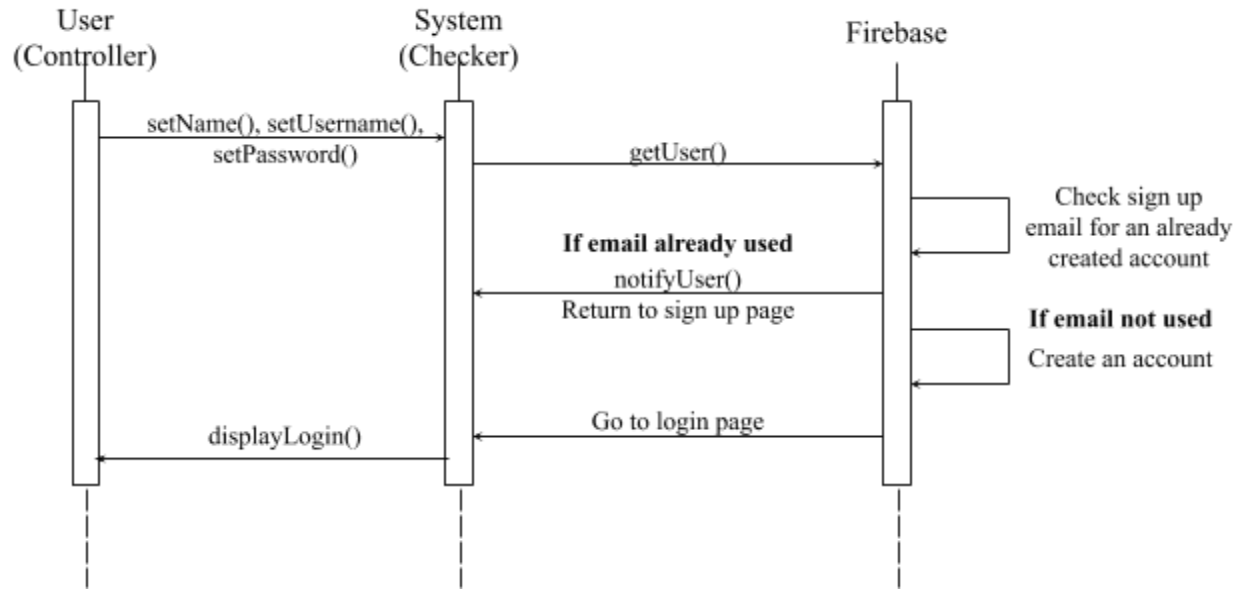 User
(Controller)
System
(Checker)
Firebase
setName(), setUsername(),
setPassword()
getUser()
Check sign up
email for an already
created account
If email already used
notifyUser()
Return to sign up page
If email not used
Create an account
Go to login page
displayLogin()